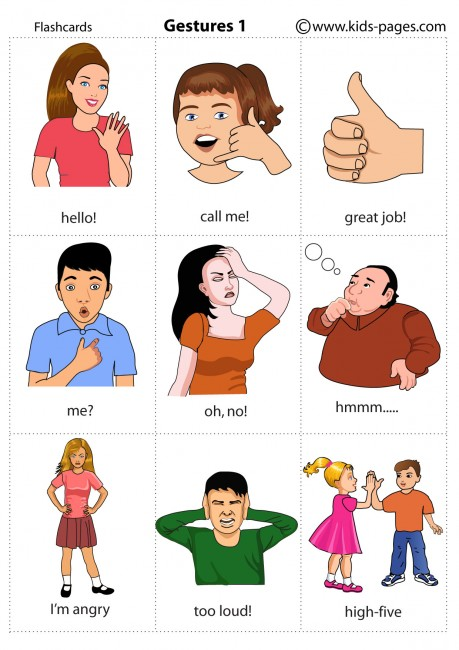 Flashcards Gestures 1 ©www.kids-pages.com
hello! call me! great job!
me? oh, no! hmmm.....
I'm angry too loud! high-five